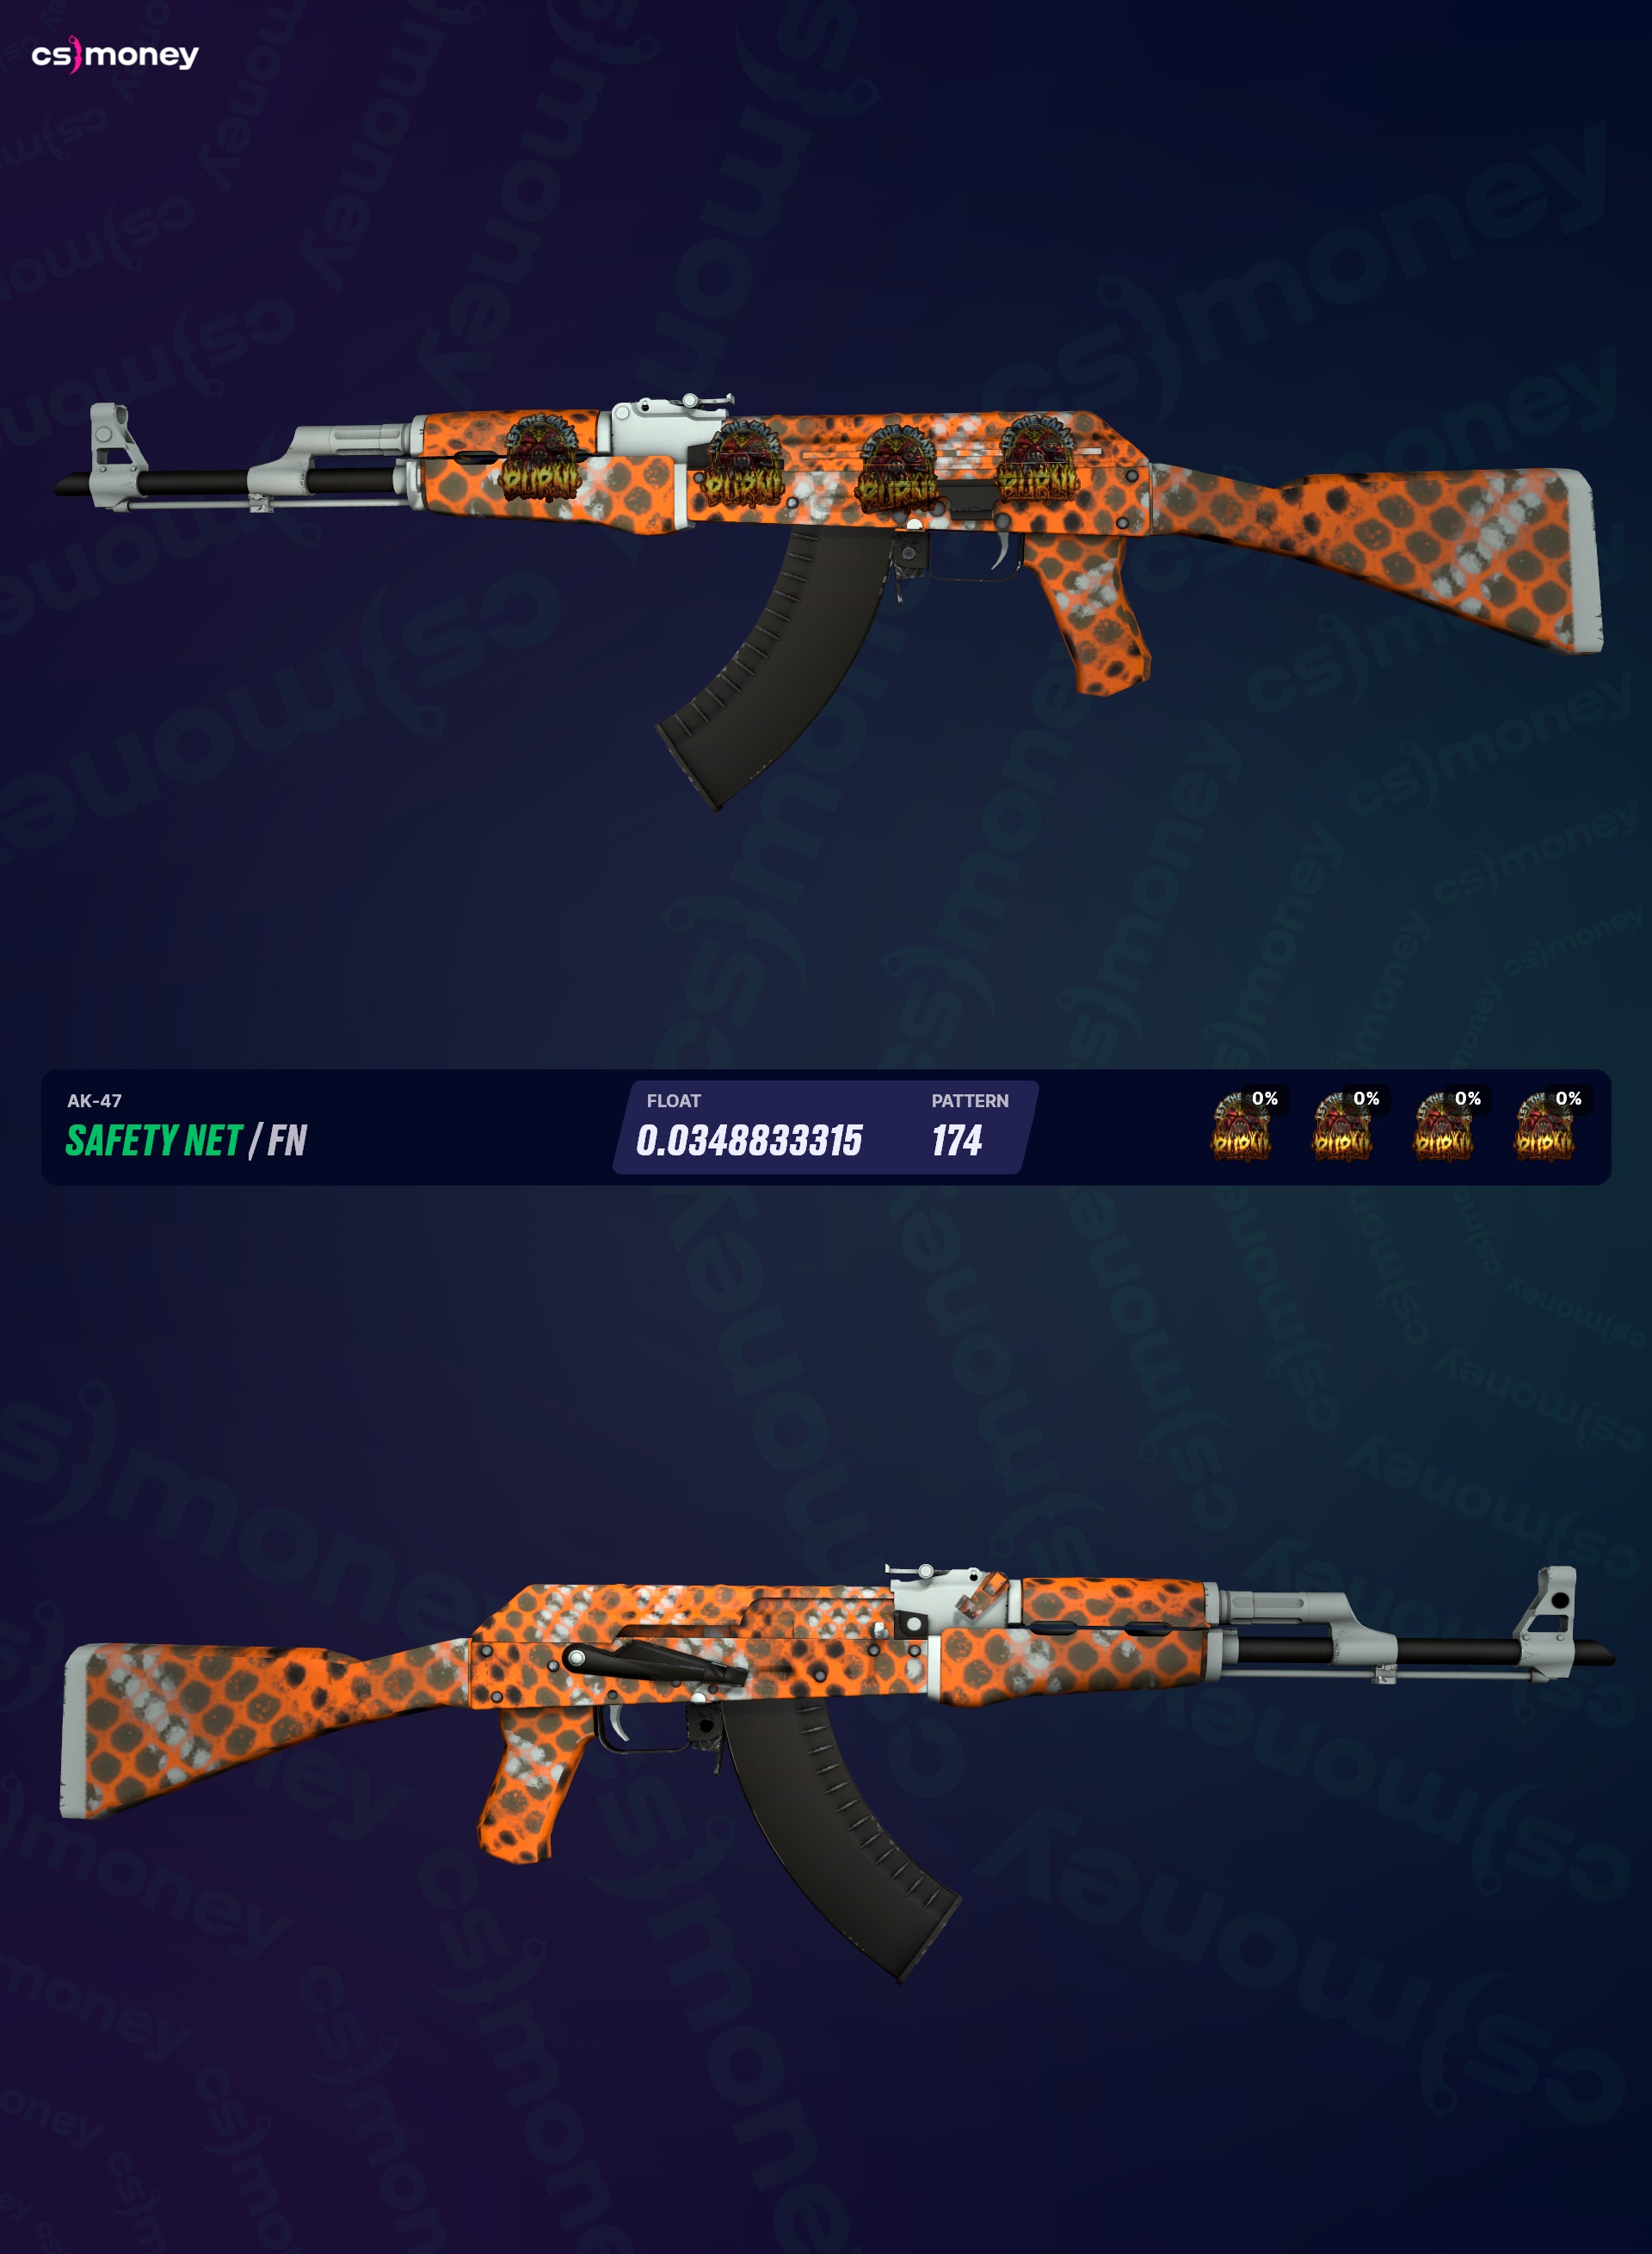 cs}money
AK-47
SAFETY NET / FN
FLOAT
0.0348833315
PATTERN
174
0%
0%
0%
0%